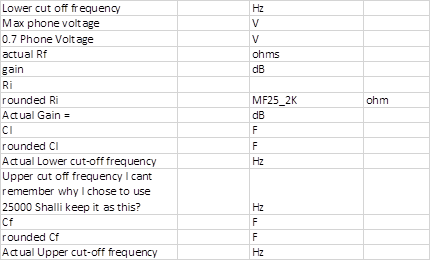 Lower cut off frequency Hz
Max phone voltage V
0.7 Phone Voltage V
actual Rf ohms
gain dB
Ri
rounded Ri MF25_2K ohm
Actual Gain = dB
CI F
rounded CI F
Actual Lower cut-off frequency Hz
Upper cut off frequency I cant
remember why I chose to use
25000 Shalli keep it as this? Hz
Cf F
rounded Cf F
Actual Upper cut-off frequency Hz